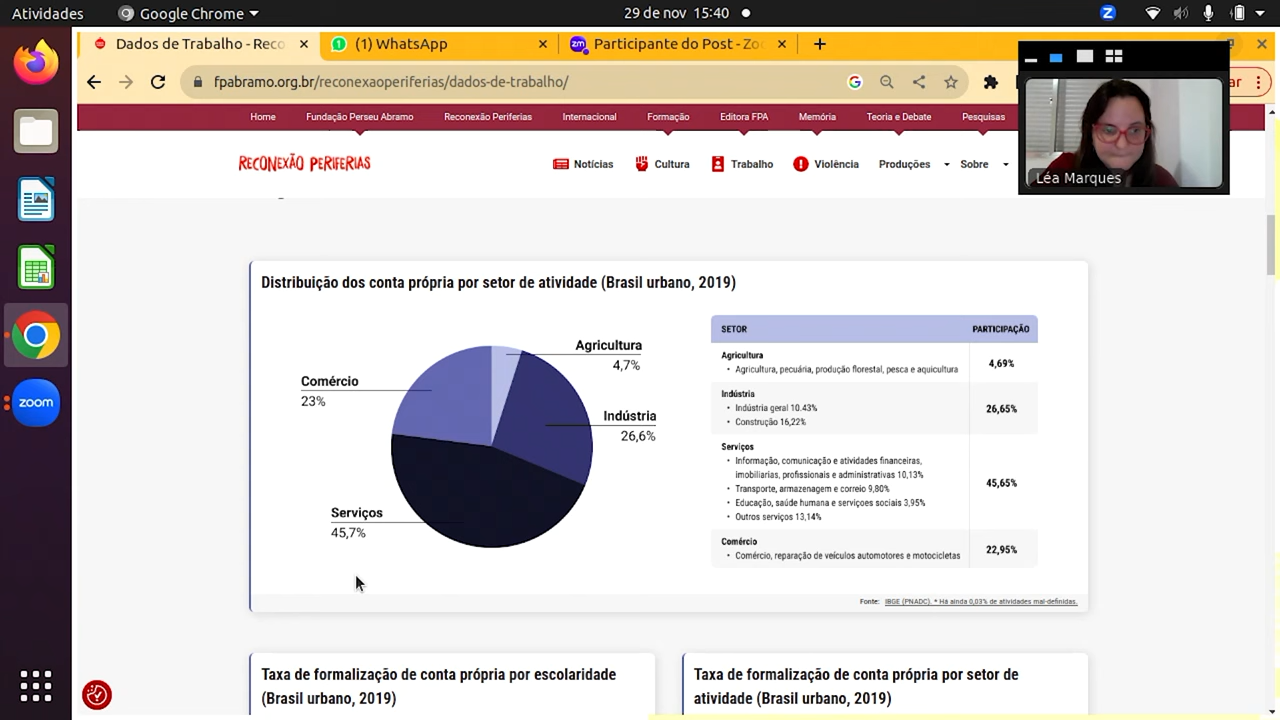 Atividades
Google Chrome
29 de nov 15:40
Dados de Trabalho - Reco
(1) WhatsApp
Participante do Post - Zoo
fpabramo.org.br/reconexaoperiferias/dados-de-trabalho/
Home
Fundação Perseu Abramo
Reconexão Periferias
Internacional
Formação
Editora FPA
Memória
Teoria e Debate
Pesquisas
RECONEXÃO PERIFERIAS
Notícias
Cultura
Trabalho
Violência
Produções
Sobre
Léa Marques
Distribuição dos conta própria por setor de atividade (Brasil urbano, 2019)
Agricultura
4,7%
Comércio
23%
Indústria
26,6%
Serviços
45,7%
SETOR PARTICIPAÇÃO
Agricultura
• Agricultura, pecuária, produção florestal, pesca e aquicultura
4,69%
Indústria
• Indústria geral 10.43%
• Construção 16,22%
26,65%
Serviços
• Informação, comunicação e atividades financeiras,
imobiliarias, profissionais e administrativas 10,13%
• Transporte, armazenagem e correio 9,80%
• Educação, saúde humana e serviçoes sociais 3,95%
• Outros serviços 13,14%
45,65%
Comércio
• Comércio, reparação de veículos automotores e motocicletas
22,95%
Fonte: IBGE (PNADC). * Há ainda 0,03% de atividades mal-definidas.
Taxa de formalização de conta própria por escolaridade
(Brasil urbano, 2019)
Taxa de formalização de conta própria por setor de
atividade (Brasil urbano, 2019)
zoom